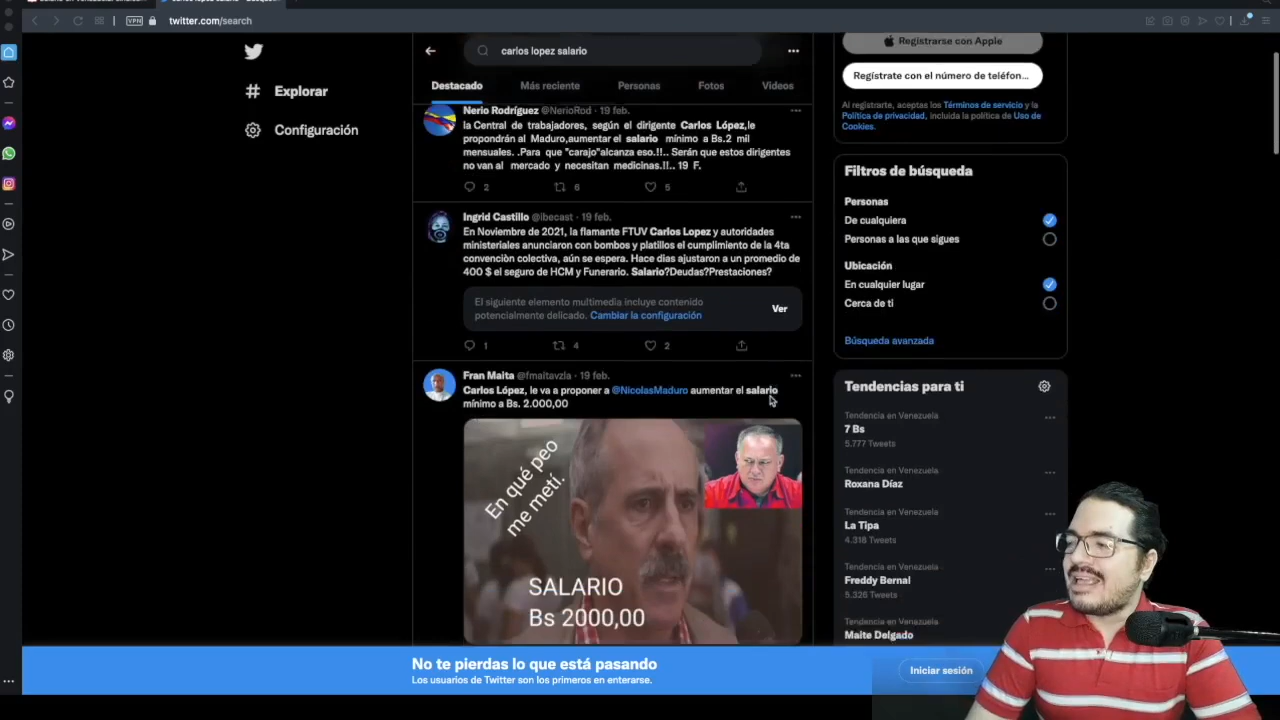 VPN
twitter.com/search
Explorar
Configuración
carlos lopez salario
Destacado
Más reciente
Personas
Fotos
Videos
Nerio Rodríguez @NerioRod · 19 feb.
la Central de trabajadores, según el dirigente Carlos López,le
propondrán al Maduro,aumentar el salario mínimo a Bs.2 mil
mensuales. .Para que "carajo"alcanza eso.!!.. Serán que estos dirigentes
no van al mercado y necesitan medicinas.!!.. 19 F.
2
6
5
Ingrid Castillo @ibecast · 19 feb.
En Noviembre de 2021, la flamante FTUV Carlos Lopez y autoridades
ministeriales anunciaron con bombos y platillos el cumplimiento de la 4ta
convenciòn colectiva, aún se espera. Hace dias ajustaron a un promedio de
400 $ el seguro de HCM y Funerario. Salario?Deudas?Prestaciones?
El siguiente elemento multimedia incluye contenido
potencialmente delicado. Cambiar la configuración
Ver
1
4
2
Fran Maita @fmaitavzla · 19 feb.
Carlos López, le va a proponer a @NicolasMaduro aumentar el salario
mínimo a Bs. 2.000,00
En qué peo
me metí.
SALARIO
Bs 2000,00
Registrarse con Apple
Regístrate con el número de teléfon...
Al registrarte, aceptas los Términos de servicio y la
Política de privacidad, incluida la política de Uso de
Cookies.
Filtros de búsqueda
Personas
De cualquiera
Personas a las que sigues
Ubicación
En cualquier lugar
Cerca de ti
Búsqueda avanzada
Tendencias para ti
Tendencia en Venezuela
7 Bs
5.777 Tweets
Tendencia en Venezuela
Roxana Díaz
Tendencia en Venezuela
La Tipa
4.318 Tweets
Tendencia en Venezuela
Freddy Bernal
5.326 Tweets
Tendencia en Venezuela
Maite Delgado
No te pierdas lo que está pasando
Los usuarios de Twitter son los primeros en enterarse.
Iniciar sesión